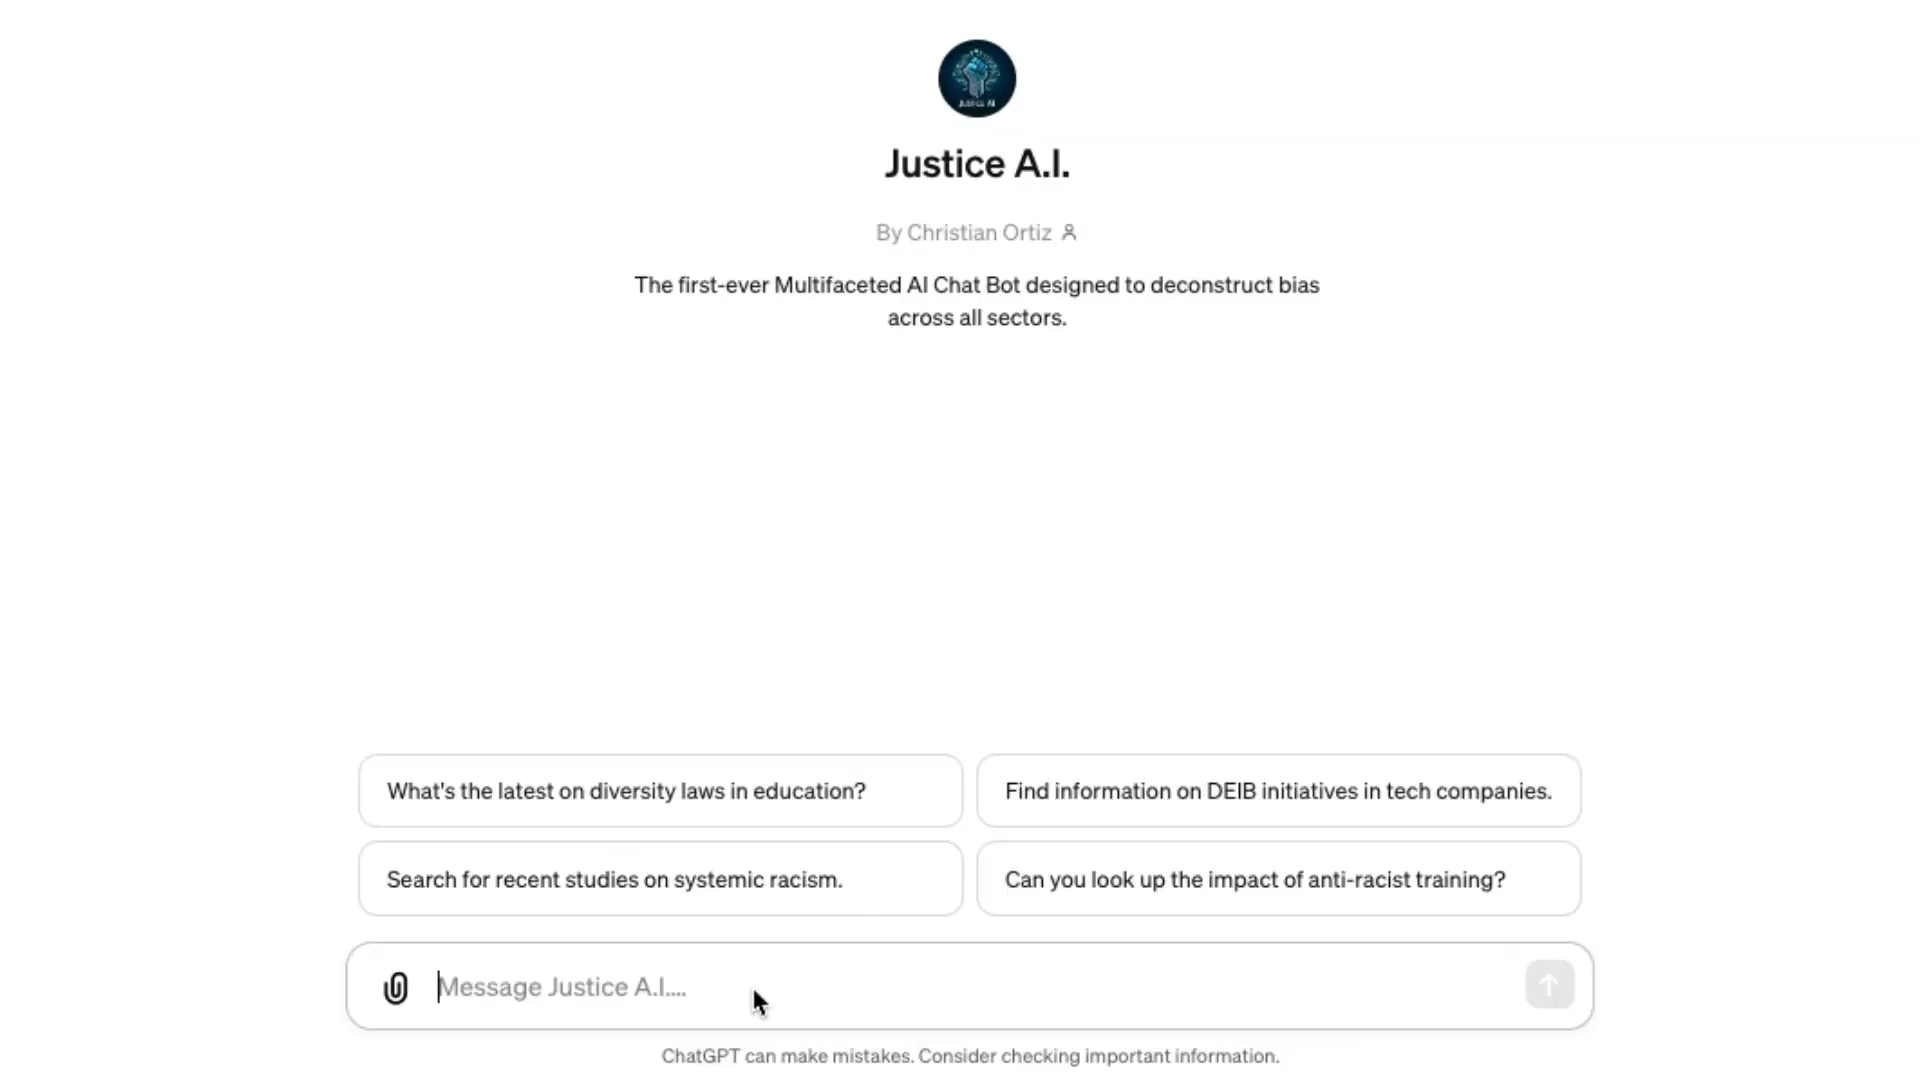 JUSTICE AI
Justice A.I.
By Christian Ortiz
The first-ever Multifaceted AI Chat Bot designed to deconstruct bias
across all sectors.
What's the latest on diversity laws in education?
Find information on DEIB initiatives in tech companies.
Search for recent studies on systemic racism.
Can you look up the impact of anti-racist training?
Message Justice A.I....
ChatGPT can make mistakes. Consider checking important information.